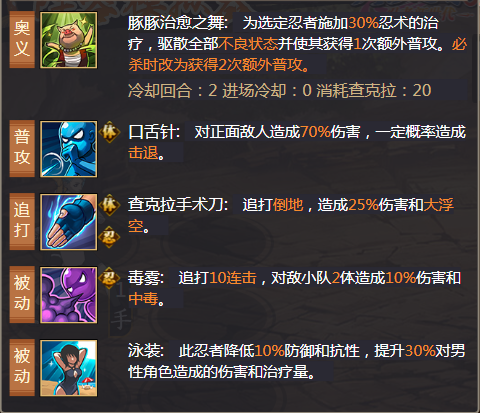 奥义
豚豚治愈之舞: 为选定忍者施加30%忍术的治
疗，驱散全部不良状态并使其获得1次额外普攻。必
杀时改为获得2次额外普攻。
冷却回合：2 进场冷却：0 消耗查克拉：20
普攻
体
口舌针: 对正面敌人造成70%伤害，一定概率造成
击退。
追打
体
忍
查克拉手术刀: 追打倒地，造成25%伤害和大浮
空。
被动
忍
毒雾: 追打10连击，对敌小队2体造成10%伤害和
中毒。
被动
泳装: 此忍者降低10%防御和抗性，提升30%对男
性角色造成的伤害和治疗量。